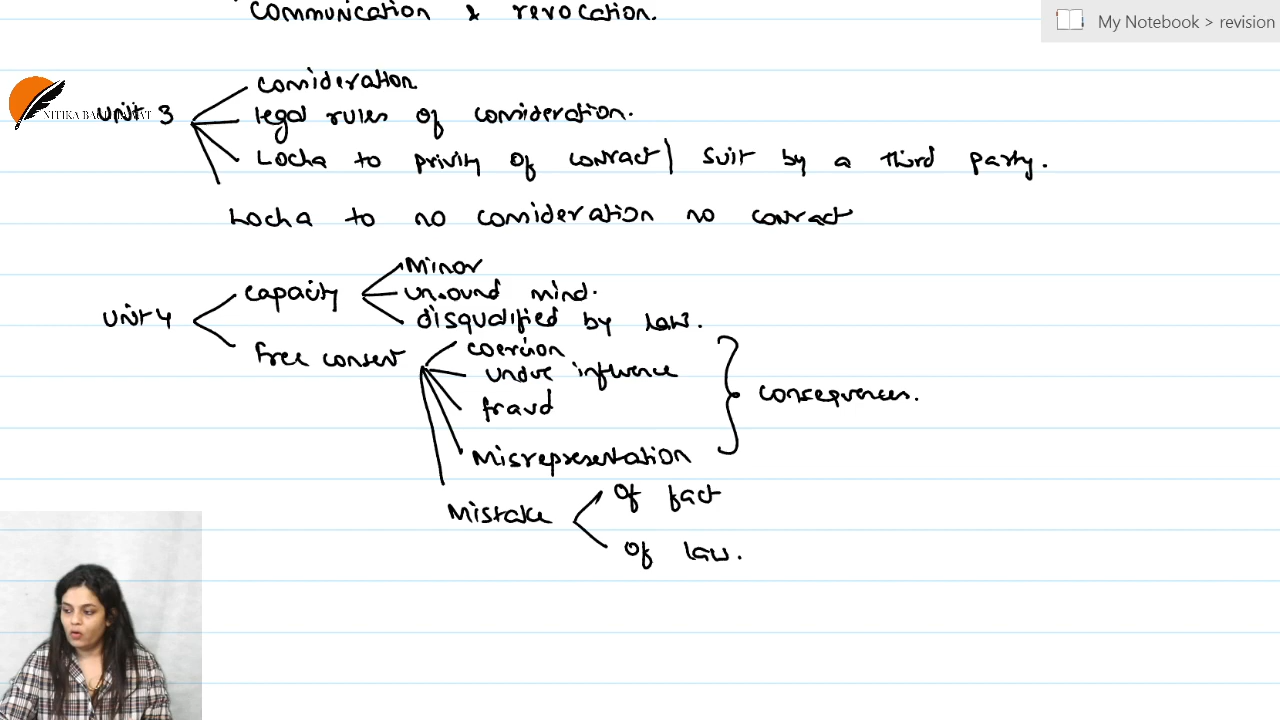 communication & revocation.
My Notebook > revision
Unit 3
consideration
legal rules of consideration.
Locha to privity of contract | suit by a third party.
Locha to no consideration no contract
Unit 4
capacity
Minor
unsound mind.
disqualified by law.
free consent
coercion
undue influence
fraud
Misrepresentation
consequences.
Mistake
of fact
of law.